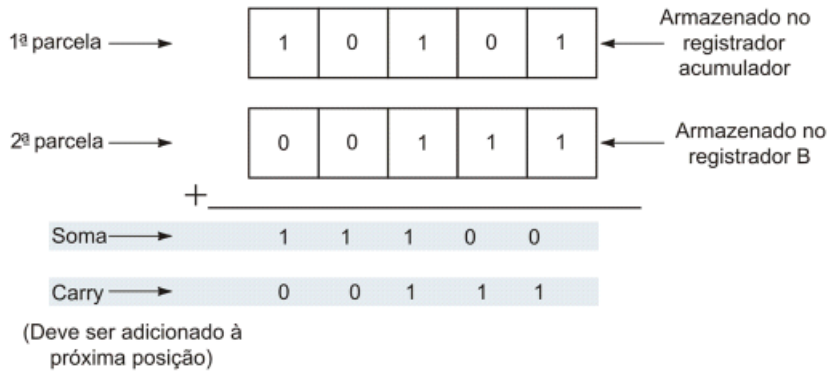 1ª parcela
1 0 1 0 1
Armazenado no
registrador
acumulador
2ª parcela
0 0 1 1 1
Armazenado no
registrador B
+
Soma
1 1 1 0 0
Carry
0 0 1 1 1
(Deve ser adicionado à
próxima posição)